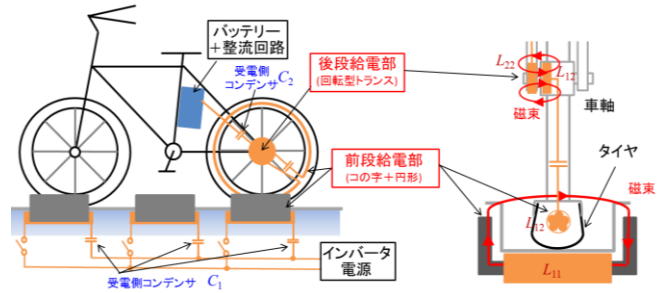 バッテリー
＋整流回路
受電側
コンデンサ C₂
後段給電部
(回転型トランス)
前段給電部
(コの字＋円形)
インバータ
電源
受電側コンデンサ C₁
L₂₂
L₁₂'
磁束
車軸
タイヤ
磁束
L₁₂
L₁₁